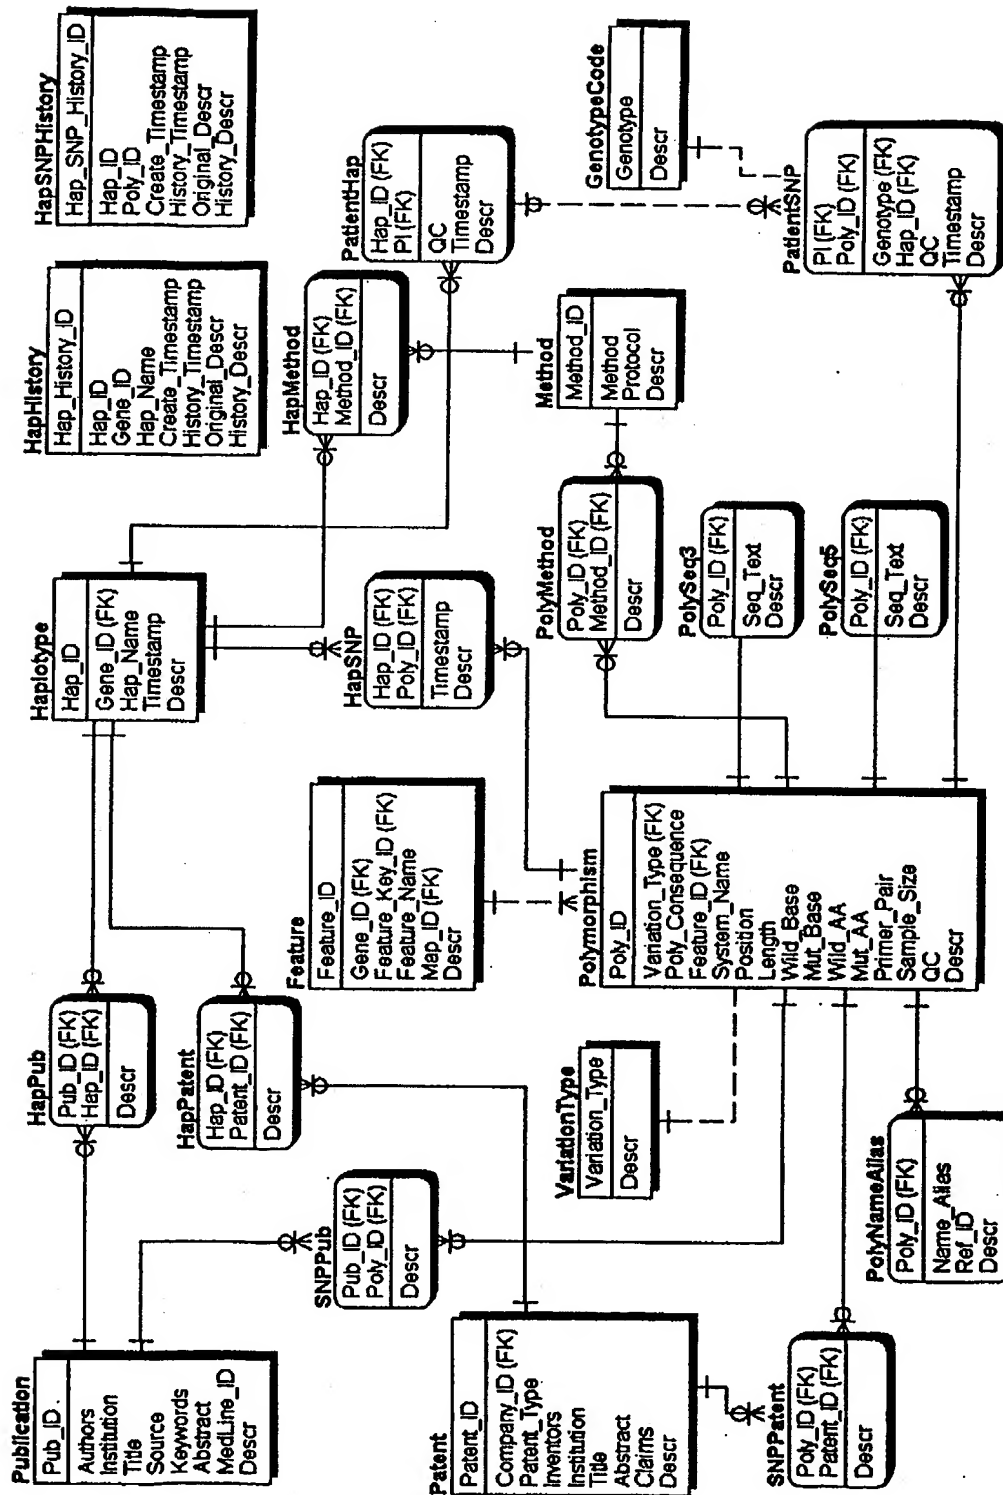 Publication
Pub_ID.
Authors
Institution
Title
Source
Keywords
Abstract
MedLine_ID
Descr
HapPub
Pub_ID (FK)
Hap_ID (FK)
Descr
Haplotype
Hap_ID
Gene_ID (FK)
Hap_Name
Timestamp
Descr
HapHistory
Hap_History_ID
Hap_ID
Gene_ID
Hap_Name
Create_Timestamp
History_Timestamp
Original_Descr
History_Descr
HapSNPHistory
Hap_SNP_History_ID
Hap_ID
Poly_ID
Create_Timestamp
History_Timestamp
Original_Descr
History_Descr
HapPatent
Hap_ID (FK)
Patent_ID (FK)
Descr
SNPPub
Pub_ID (FK)
Poly_ID (FK)
Descr
HapSNP
Hap_ID (FK)
Poly_ID (FK)
Timestamp
Descr
HapMethod
Hap_ID (FK)
Method_ID (FK)
Descr
PatientHap
Hap_ID (FK)
PI (FK)
QC
Timestamp
Descr
Patent
Patent_ID
Company_ID (FK)
Patent_Type
Inventors
Institution
Title
Abstract
Claims
Descr
Feature
Feature_ID
Gene_ID (FK)
Feature_Key_ID (FK)
Feature_Name
Map_ID (FK)
Descr
PolyMethod
Poly_ID (FK)
Method_ID (FK)
Descr
Method
Method_ID
Method
Protocol
Descr
GenotypeCode
Genotype
Descr
VariationType
Variation_Type
Descr
Polymorphism
Poly_ID
Variation_Type (FK)
Poly_Consequence
Feature_ID (FK)
System_Name
Position
Length
Wild_Base
Mut_Base
Wild_AA
Mut_AA
Primer_Pair
Sample_Size
QC
Descr
PolySeq3
Poly_ID (FK)
Seq_Text
Descr
PolySeq5
Poly_ID (FK)
Seq_Text
Descr
PatientSNP
PI (FK)
Poly_ID (FK)
Genotype (FK)
Hap_ID (FK)
QC
Timestamp
Descr
SNPPatent
Poly_ID (FK)
Patent_ID (FK)
Descr
PolyNameAlias
Poly_ID (FK)
Name_Alias
Ref_ID
Descr